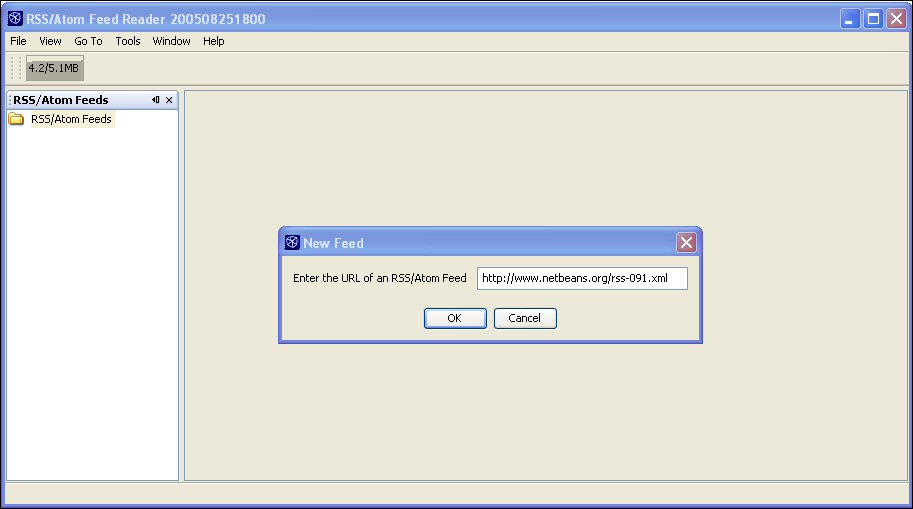 RSS/Atom Feed Reader 200508251800
File View Go To Tools Window Help
4.2/5.1MB
RSS/Atom Feeds
RSS/Atom Feeds
New Feed
Enter the URL of an RSS/Atom Feed http://www.netbeans.org/rss-091.xml
OK Cancel